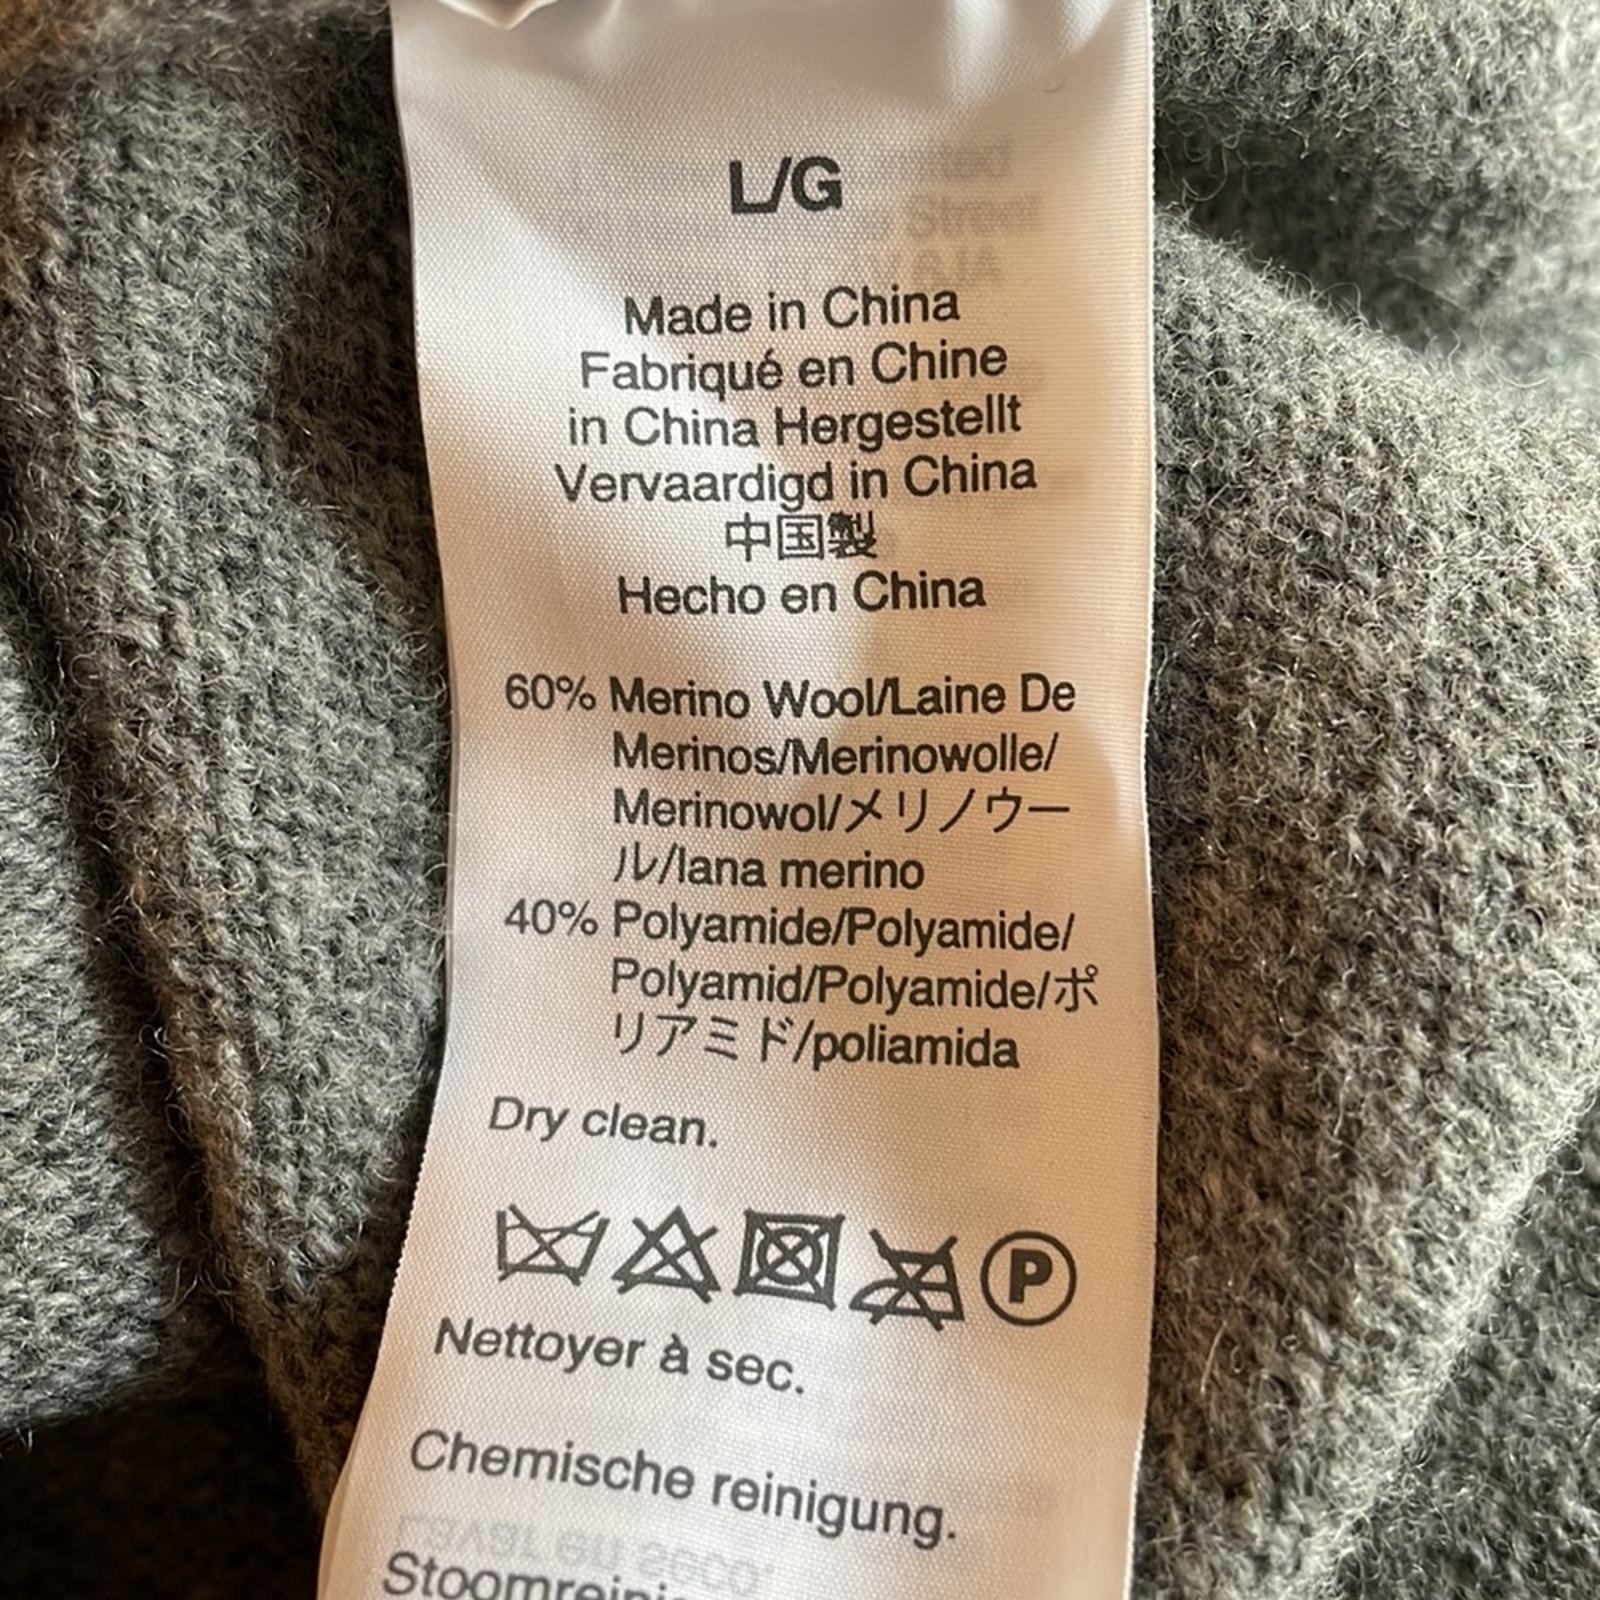 L/G
Made in China
Fabriqué en Chine
in China Hergestellt
Vervaardigd in China
中国製
Hecho en China
60% Merino Wool/Laine De
Merinos/Merinowolle/
Merinowol/メリノウー
ル/lana merino
40% Polyamide/Polyamide/
Polyamid/Polyamide/ポ
リアミド/poliamida
Dry clean.
P
Nettoyer à sec.
Chemische reinigung.